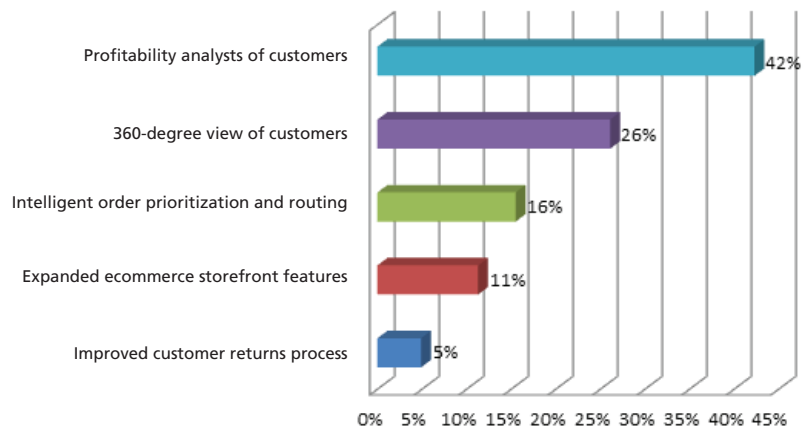 Profitability analysts of customers
42%
360-degree view of customers
26%
Intelligent order prioritization and routing
16%
Expanded ecommerce storefront features
11%
Improved customer returns process
5%
0% 5% 10% 15% 20% 25% 30% 35% 40% 45%